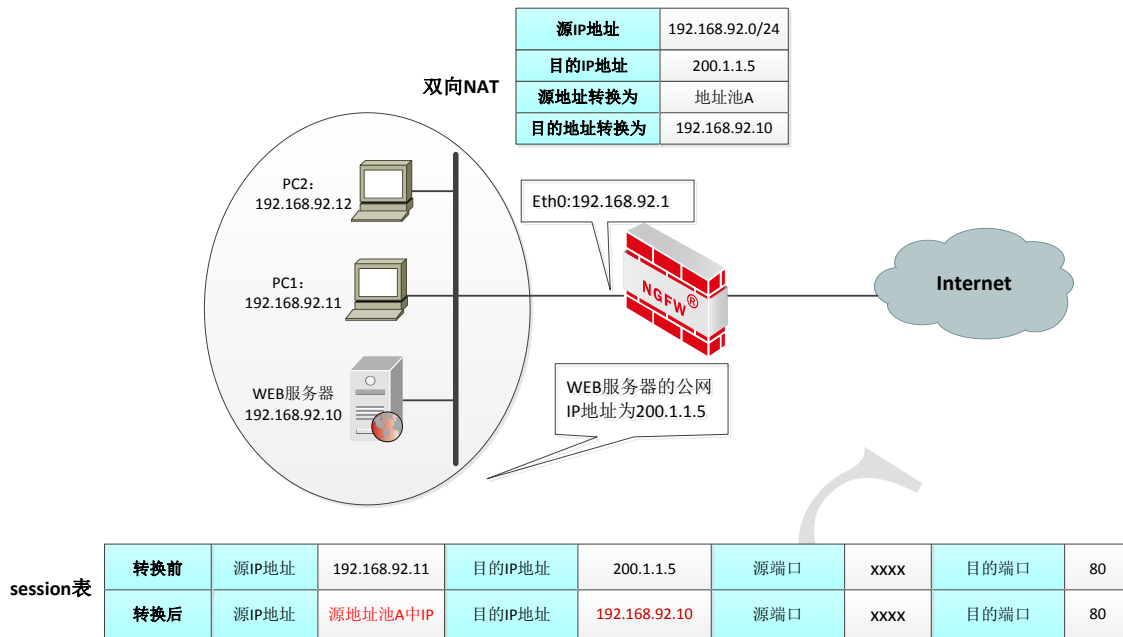 源IP地址 192.168.92.0/24
目的IP地址 200.1.1.5
源地址转换为 地址池A
目的地址转换为 192.168.92.10
双向NAT
PC2：
192.168.92.12
Eth0:192.168.92.1
PC1：
192.168.92.11
NGFW®
Internet
WEB服务器
192.168.92.10
WEB服务器的公网
IP地址为200.1.1.5
session表
转换前 源IP地址 192.168.92.11 目的IP地址 200.1.1.5 源端口 xxxx 目的端口 80
转换后 源IP地址 源地址池A中IP 目的IP地址 192.168.92.10 源端口 xxxx 目的端口 80